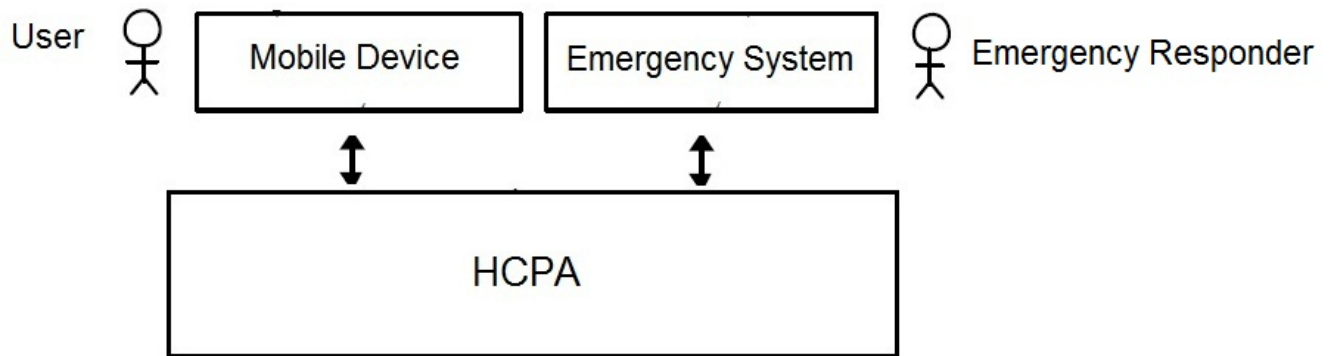 User
Mobile Device
Emergency System
Emergency Responder
HCPA